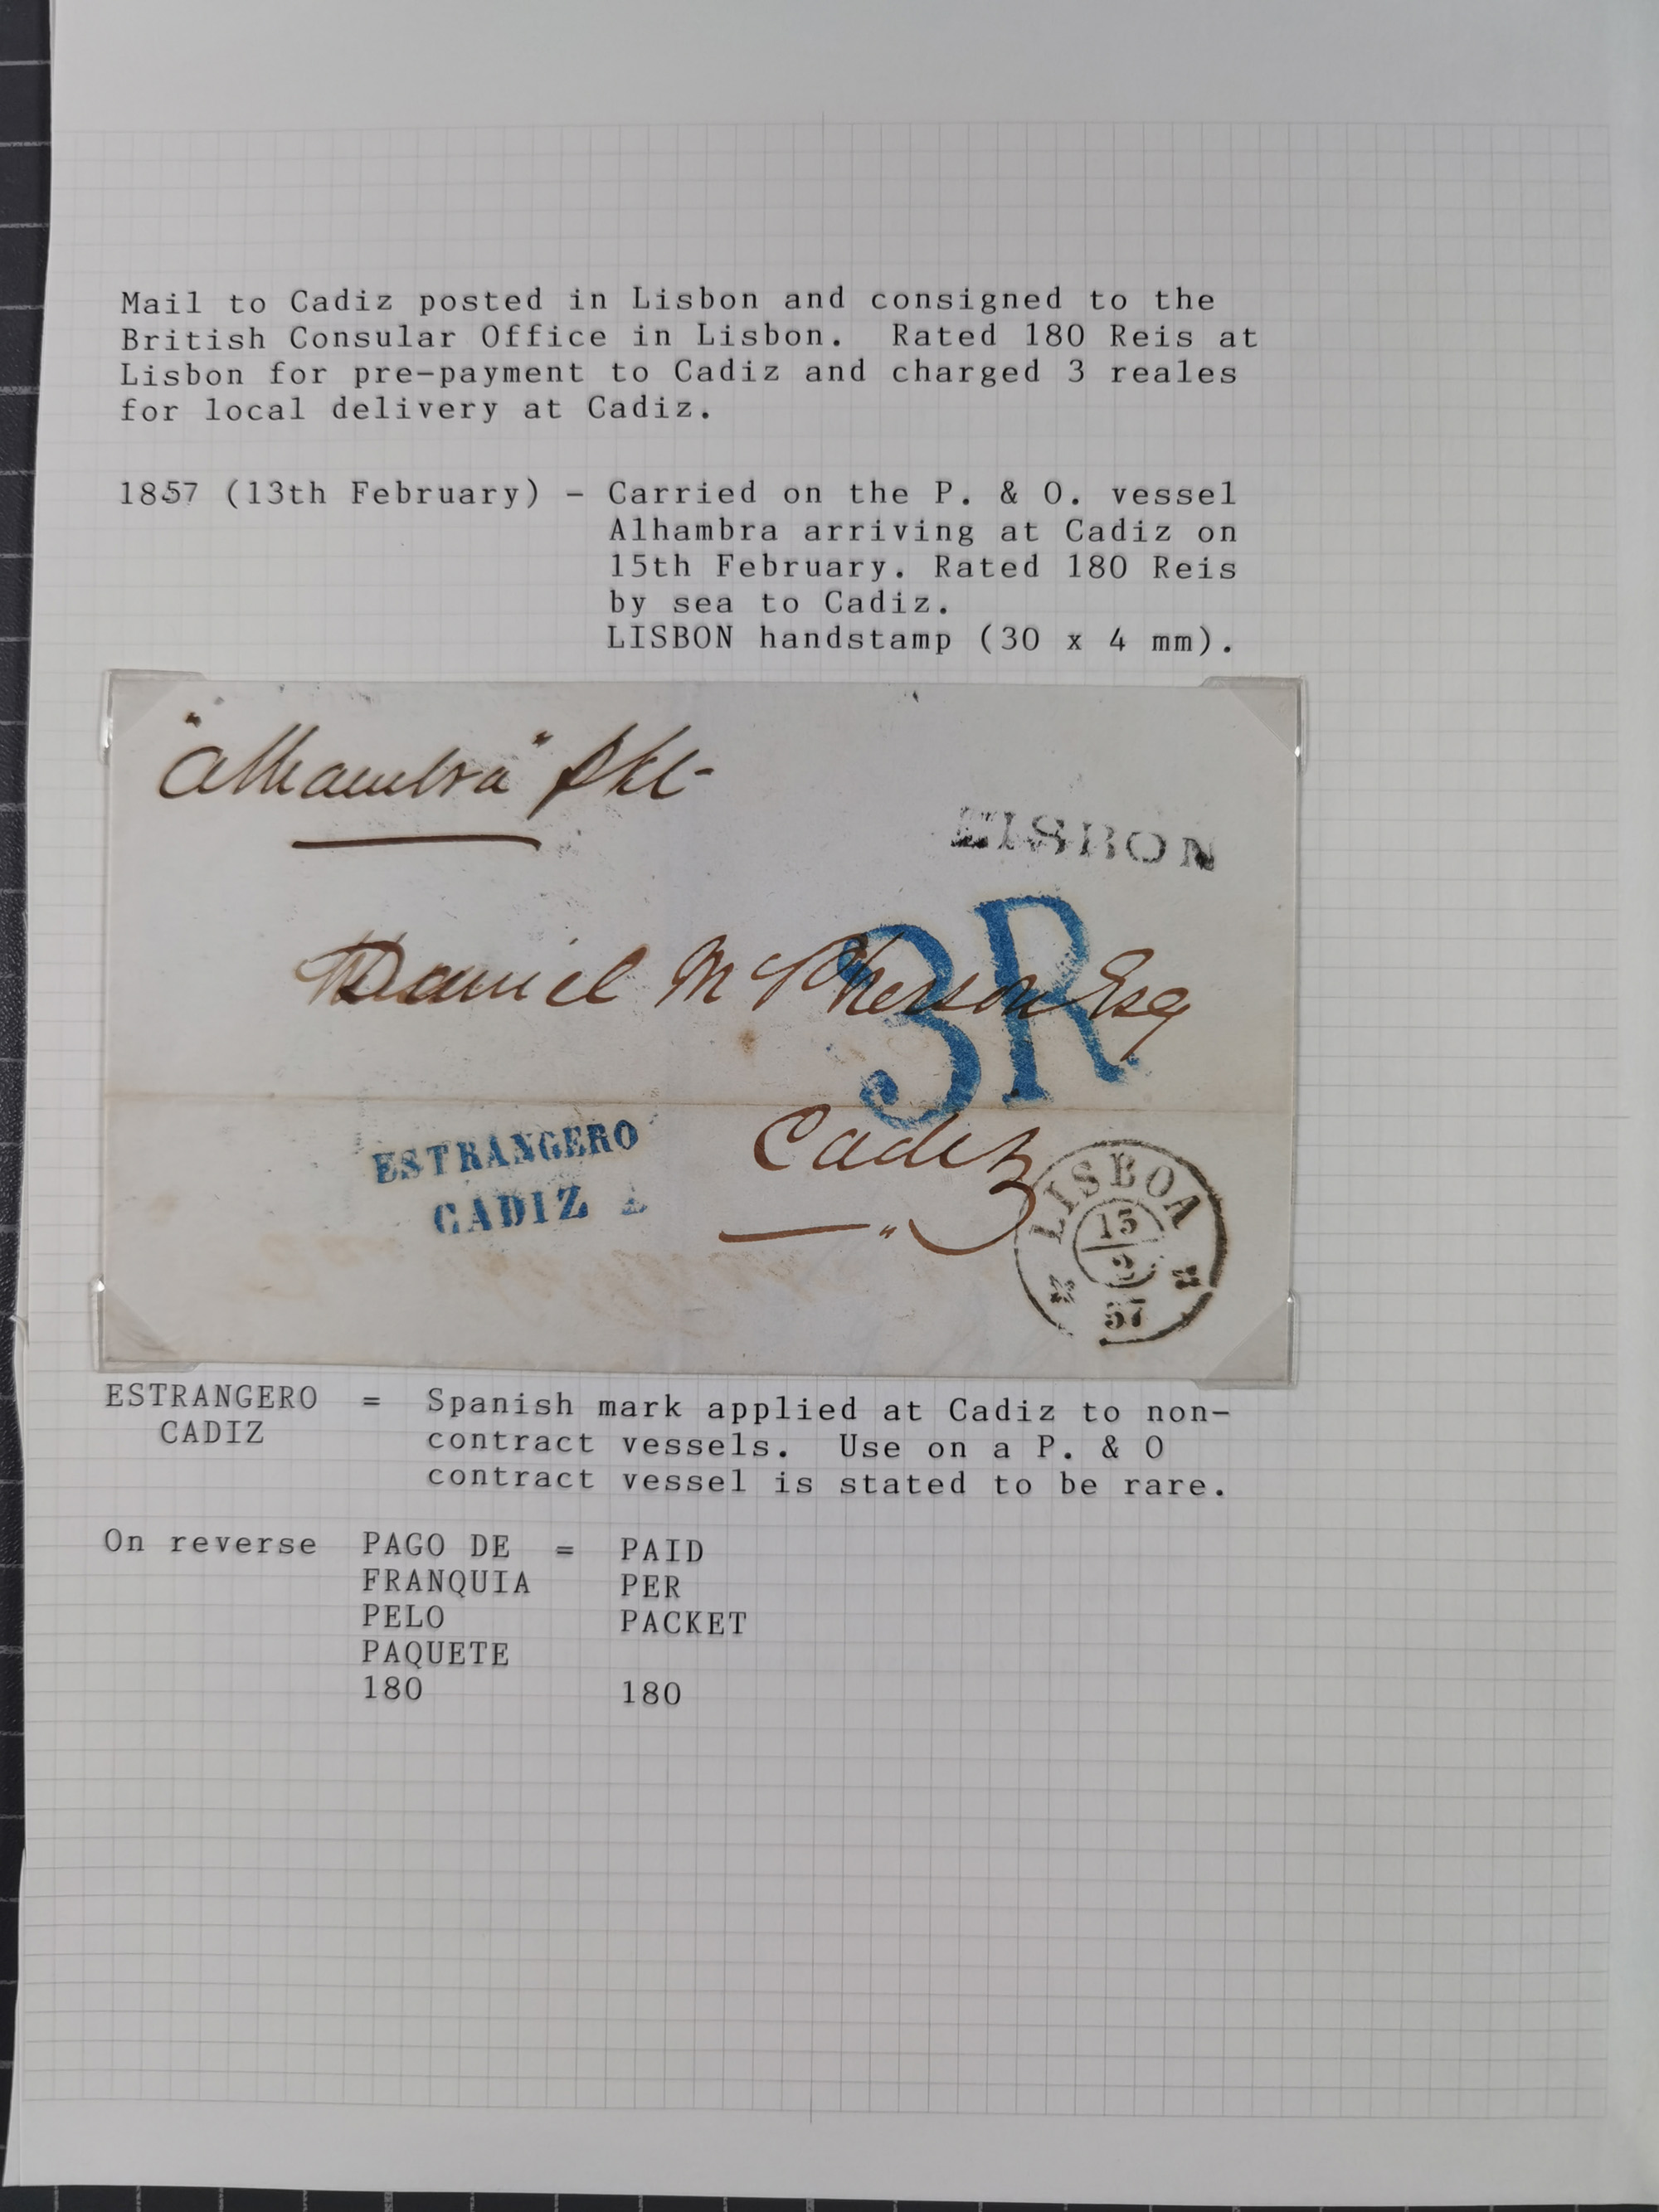 Mail to Cadiz posted in Lisbon and consigned to the
British Consular Office in Lisbon. Rated 180 Reis at
Lisbon for pre-payment to Cadiz and charged 3 reales
for local delivery at Cadiz.
1857 (13th February) - Carried on the P. & O. vessel
Alhambra arriving at Cadiz on
15th February. Rated 180 Reis
by sea to Cadiz.
LISBON handstamp (30 x 4 mm).
"Alhambra" pkt-
LISBON
3R.
Daniel McPherson Esq
Cadiz
ESTRANGERO
CADIZ
LISBOA
13
2
57
ESTRANGERO = Spanish mark applied at Cadiz to non-
CADIZ contract vessels. Use on a P. & O
contract vessel is stated to be rare.
On reverse PAGO DE = PAID
FRANQUIA PER
PELO PACKET
PAQUETE
180 180